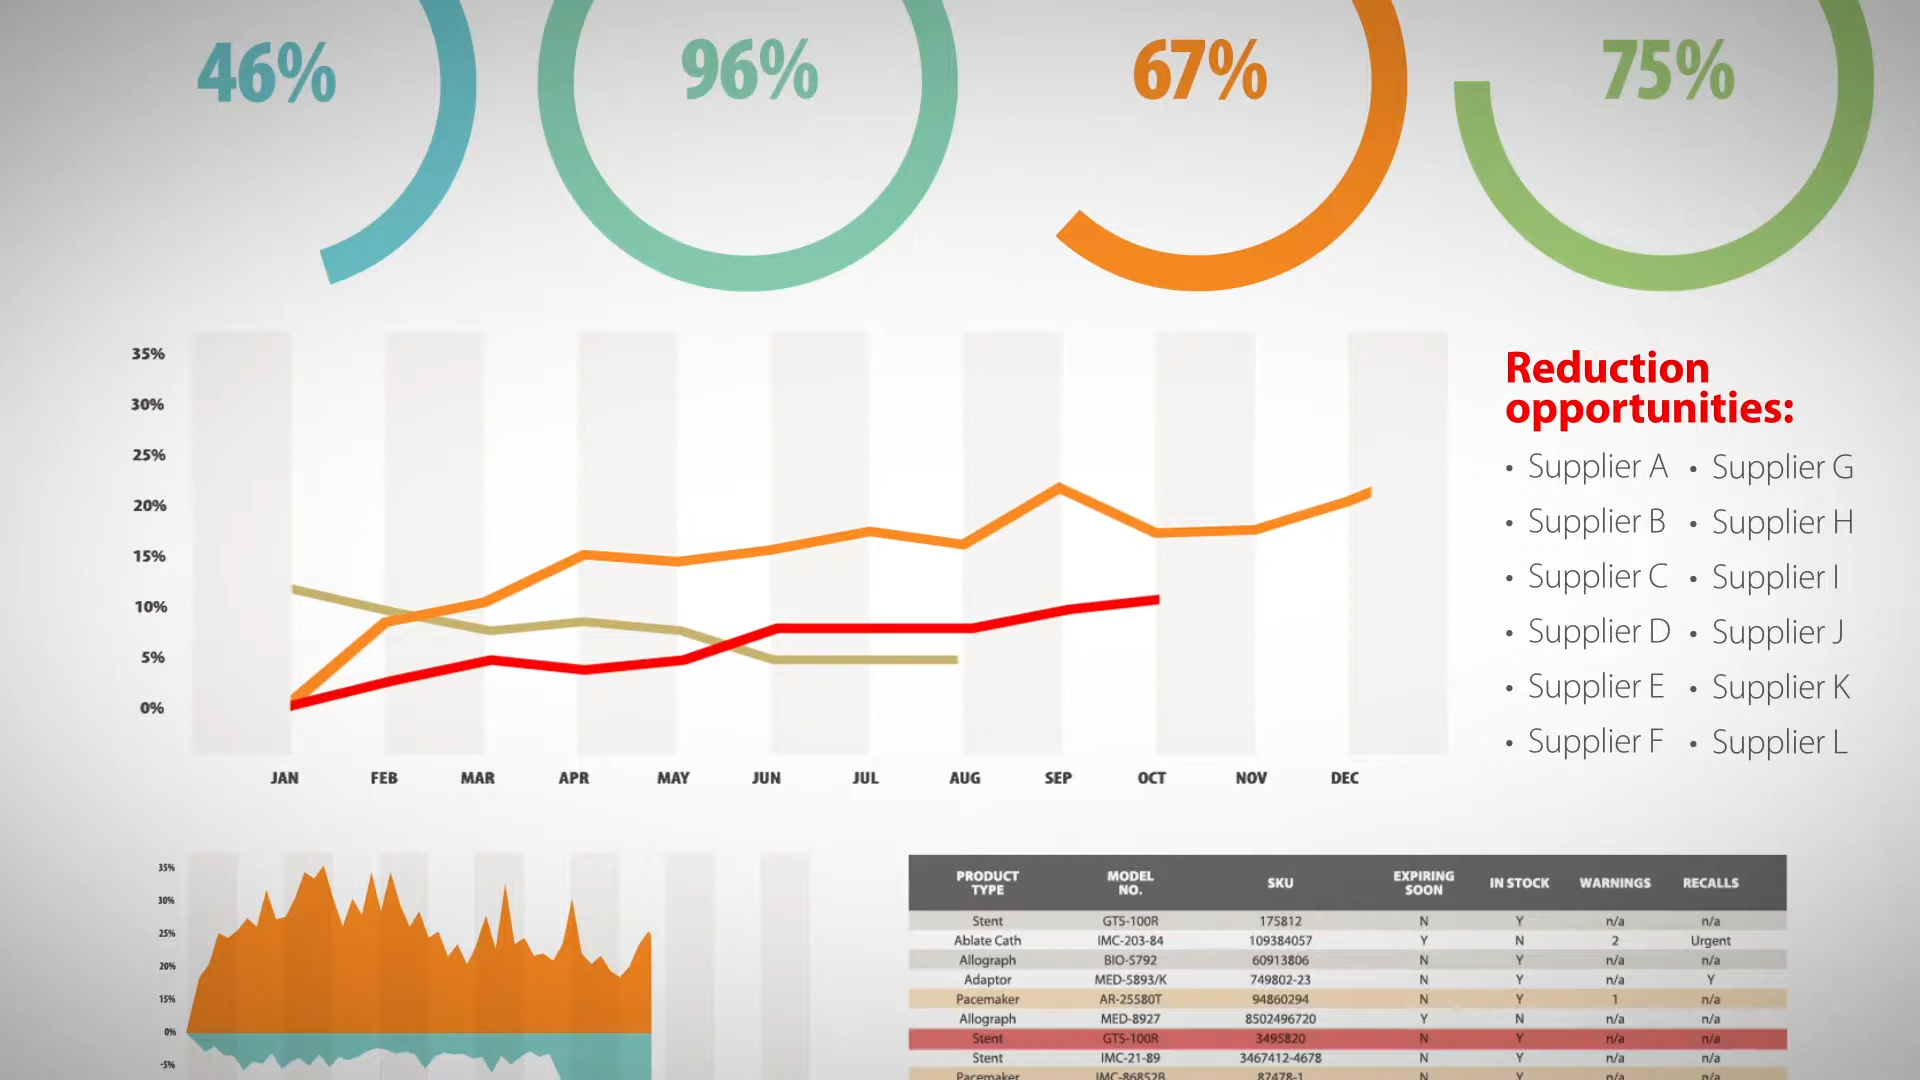 46% 96% 67% 75%
35%
30%
25%
20%
15%
10%
5%
0%
JAN FEB MAR APR MAY JUN JUL AUG SEP OCT NOV DEC
Reduction
opportunities:
• Supplier A • Supplier G
• Supplier B • Supplier H
• Supplier C • Supplier I
• Supplier D • Supplier J
• Supplier E • Supplier K
• Supplier F • Supplier L
35%
30%
25%
20%
15%
0%
-5%
PRODUCT TYPE MODEL NO. SKU EXPIRING SOON IN STOCK WARNINGS RECALLS
Stent GTS-100R 175812 N Y n/a n/a
Ablate Cath IMC-203-84 109384057 Y N 2 Urgent
Allograph BIO-5792 60913806 N Y n/a n/a
Adaptor MED-5893/K 749802-23 N Y n/a Y
Pacemaker AR-25580T 94860294 N Y 1 n/a
Allograph MED-8927 8502496720 Y N n/a n/a
Stent GTS-100R 3495820 N Y n/a n/a
Stent IMC-21-89 3467412-4678 N Y n/a n/a
Pacemaker IMC-86852B 87478-1 N Y n/a n/a